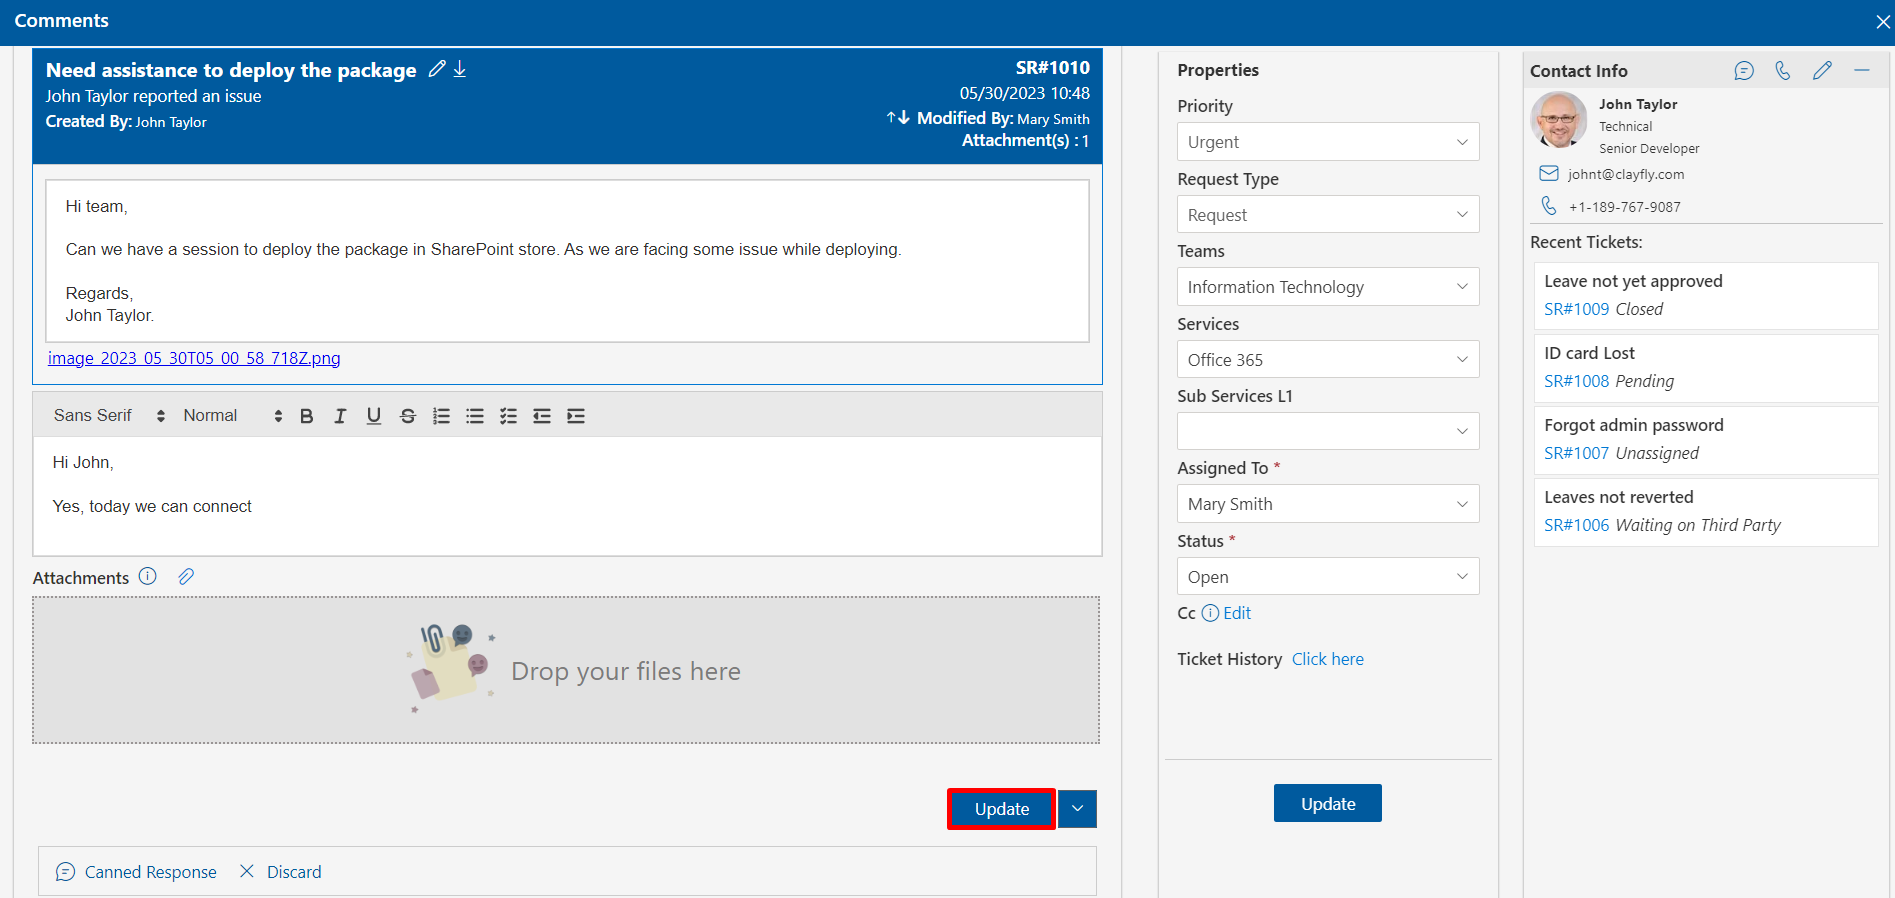 Comments
Need assistance to deploy the package
John Taylor reported an issue
Created By: John Taylor
SR#1010
05/30/2023 10:48
Modified By: Mary Smith
Attachment(s) : 1
Hi team,
Can we have a session to deploy the package in SharePoint store. As we are facing some issue while deploying.
Regards,
John Taylor.
image_2023_05_30T05_00_58_718Z.png
Sans Serif Normal B I U S
Hi John,
Yes, today we can connect
Attachments
Drop your files here
Update
Canned Response Discard
Properties
Priority
Urgent
Request Type
Request
Teams
Information Technology
Services
Office 365
Sub Services L1
Assigned To *
Mary Smith
Status *
Open
Cc Edit
Ticket History Click here
Update
Contact Info
John Taylor
Technical
Senior Developer
johnt@clayfly.com
+1-189-767-9087
Recent Tickets:
Leave not yet approved
SR#1009 Closed
ID card Lost
SR#1008 Pending
Forgot admin password
SR#1007 Unassigned
Leaves not reverted
SR#1006 Waiting on Third Party